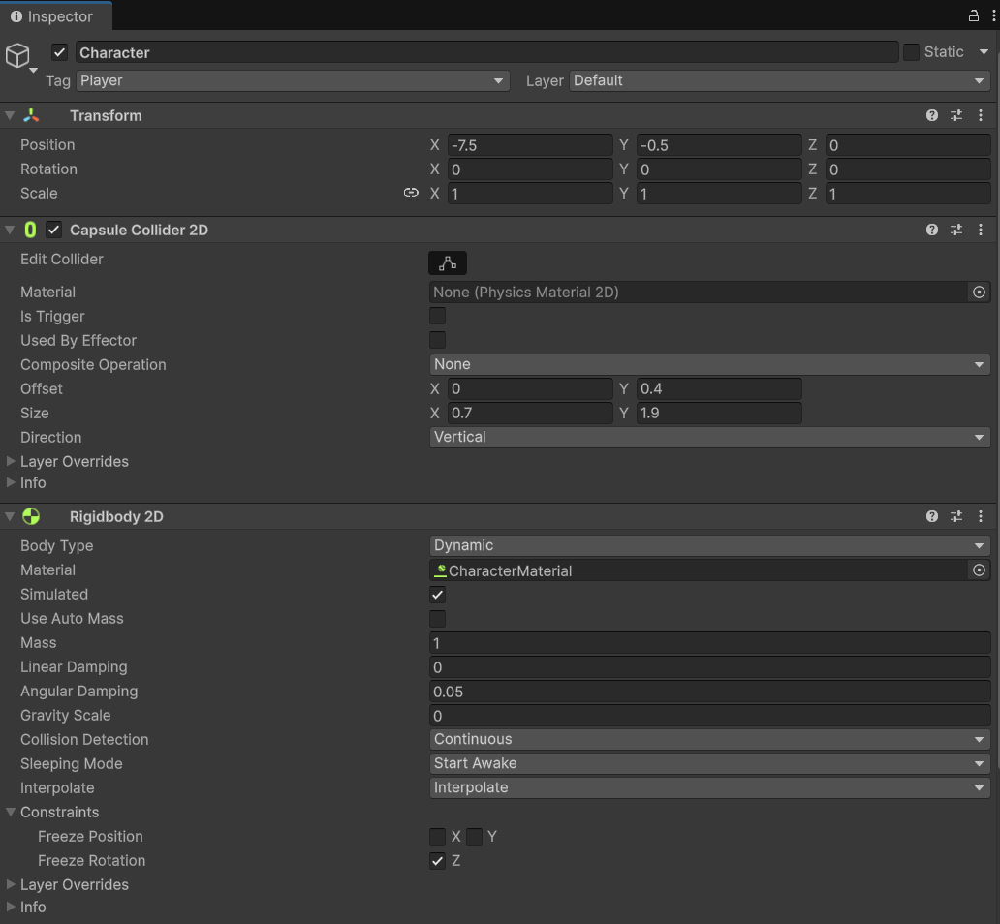 Inspector
Character Static
Tag Player Layer Default
Transform
Position X -7.5 Y -0.5 Z 0
Rotation X 0 Y 0 Z 0
Scale X 1 Y 1 Z 1
Capsule Collider 2D
Edit Collider
Material None (Physics Material 2D)
Is Trigger
Used By Effector
Composite Operation None
Offset X 0 Y 0.4
Size X 0.7 Y 1.9
Direction Vertical
Layer Overrides
Info
Rigidbody 2D
Body Type Dynamic
Material CharacterMaterial
Simulated
Use Auto Mass
Mass 1
Linear Damping 0
Angular Damping 0.05
Gravity Scale 0
Collision Detection Continuous
Sleeping Mode Start Awake
Interpolate Interpolate
Constraints
Freeze Position X Y
Freeze Rotation Z
Layer Overrides
Info